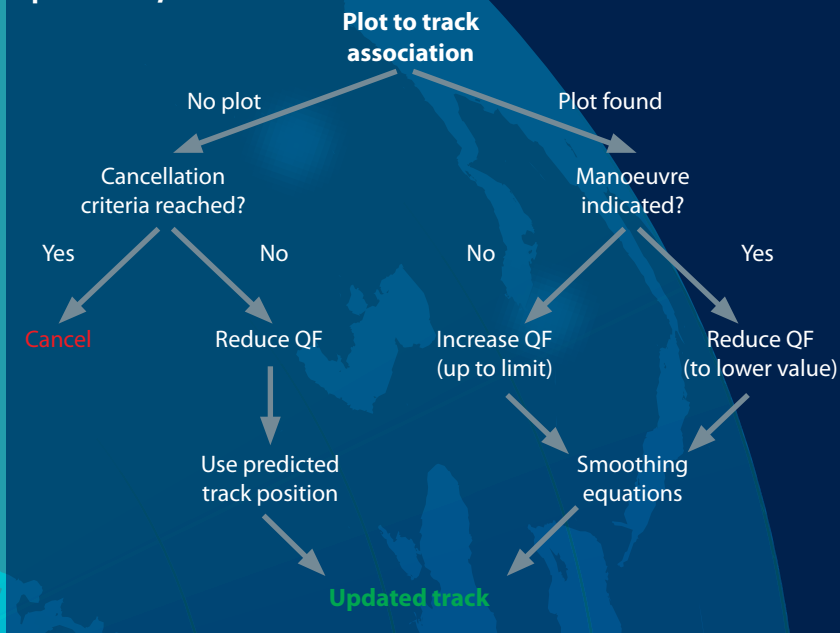 Plot to track
association
No plot
Plot found
Cancellation
criteria reached?
Manoeuvre
indicated?
Yes
No
No
Yes
Cancel
Reduce QF
Increase QF
(up to limit)
Reduce QF
(to lower value)
Use predicted
track position
Smoothing
equations
Updated track